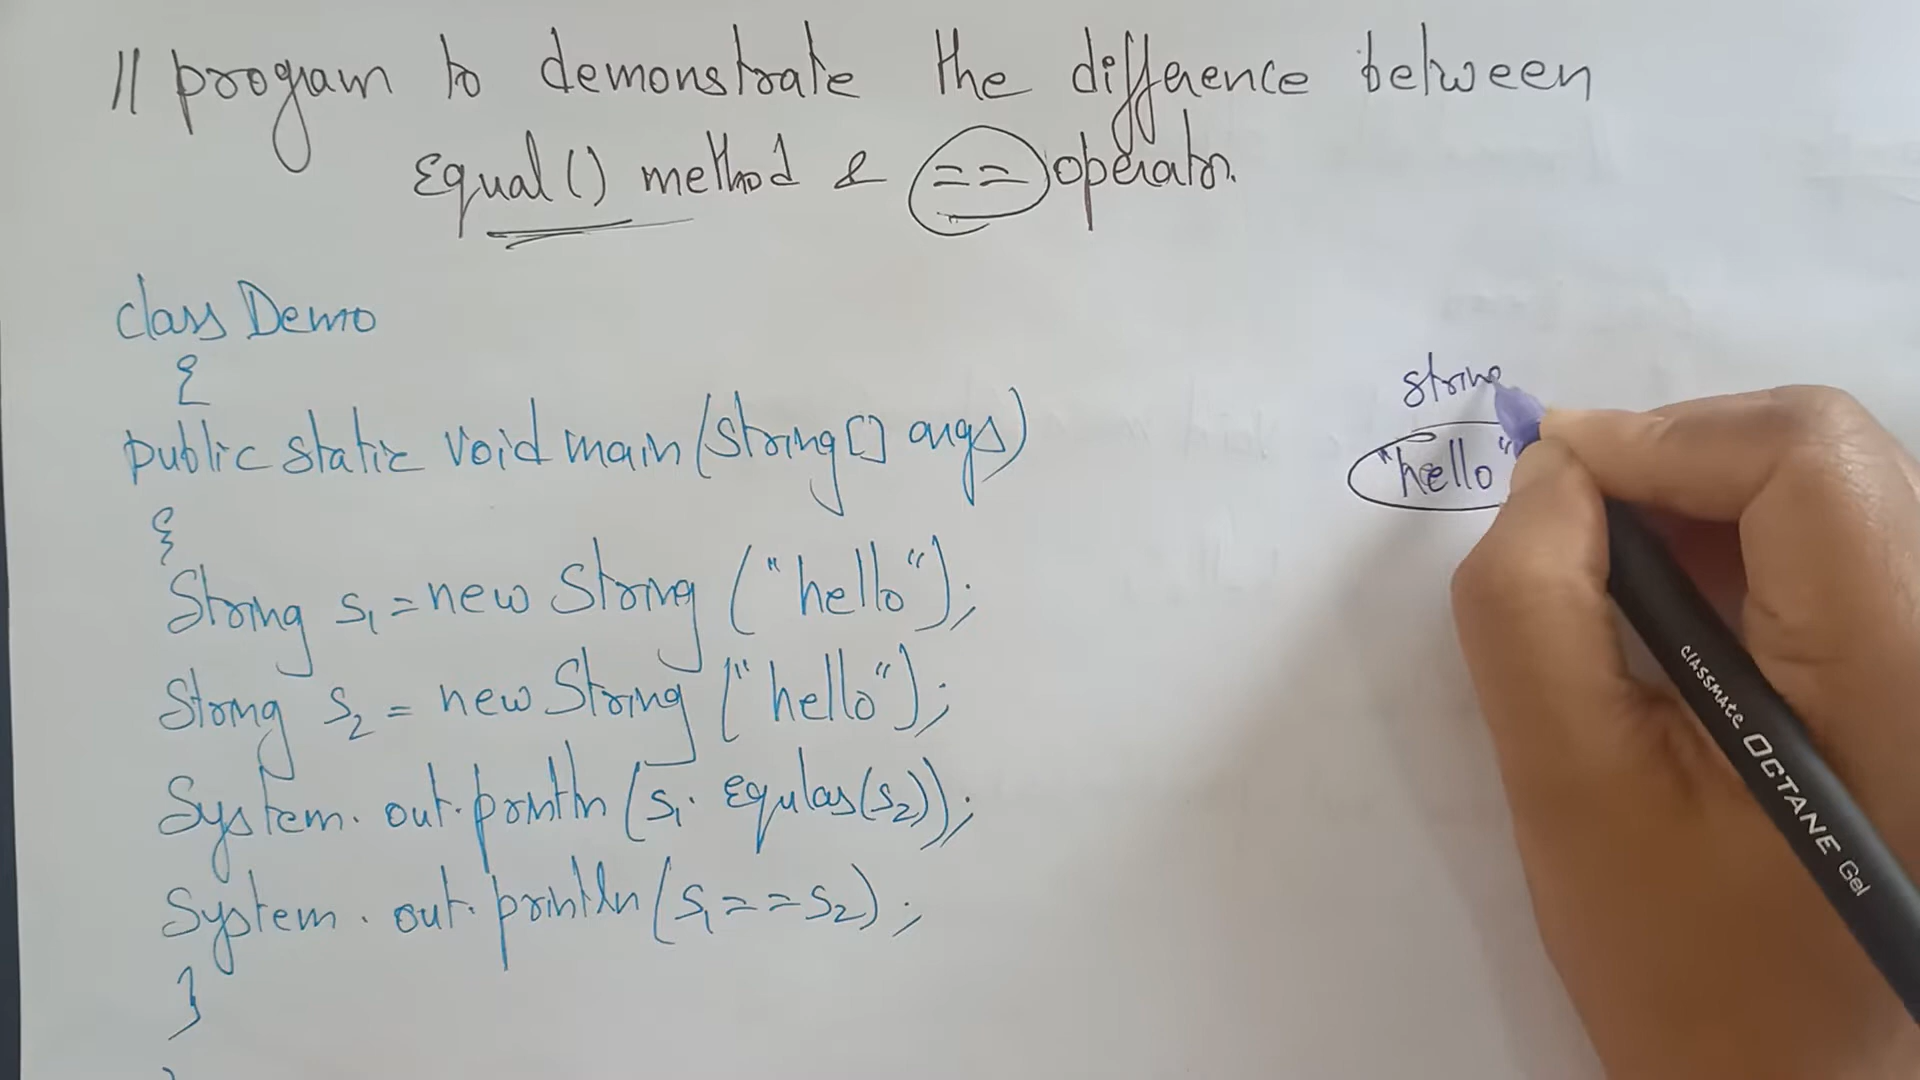 // program to demonstrate the difference between
Equal() method & == operator.
class Demo
{
public static void main(String[] args)
{
String s1 = new String ("hello");
String s2 = new String ("hello");
System.out.println (s1. equlas(s2));
System.out.println (s1==s2);
}
}
string
"hello"
CLASSMATE OCTANE Gel